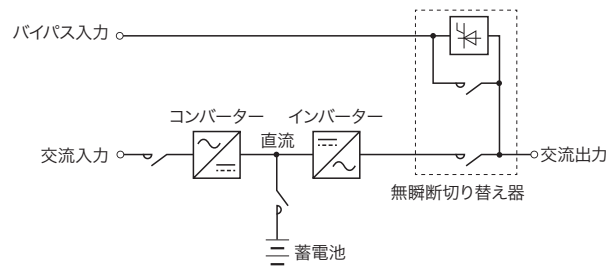 バイパス入力
コンバーター
インバーター
直流
交流入力
交流出力
無瞬断切り替え器
蓄電池